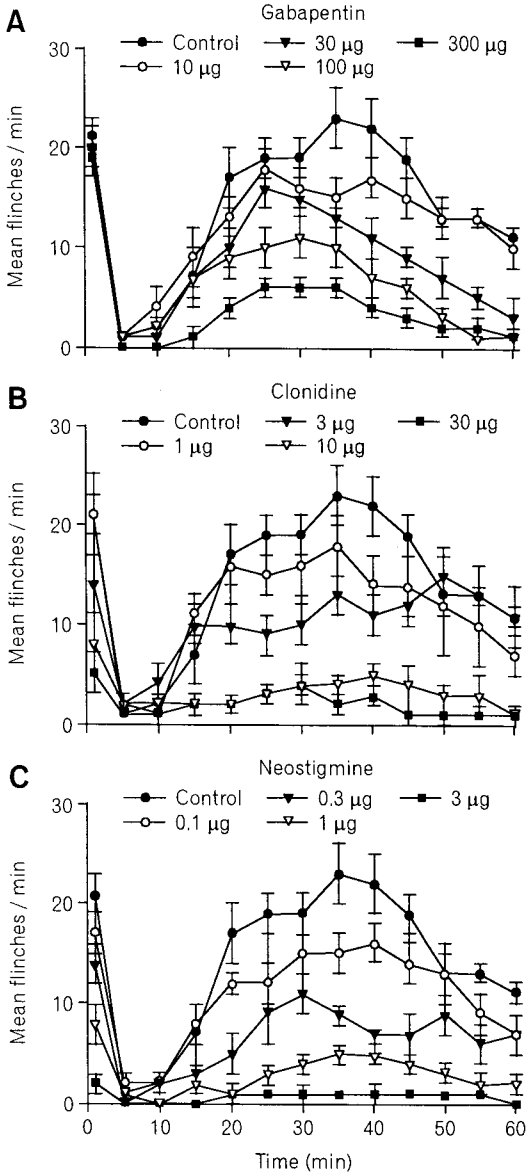 A
Gabapentin
Control 30 µg 300 µg
10 µg 100 µg
30
20
10
0
Mean flinches / min
B
Clonidine
Control 3 µg 30 µg
1 µg 10 µg
30
20
10
0
Mean flinches / min
C
Neostigmine
Control 0.3 µg 3 µg
0.1 µg 1 µg
30
20
10
0
Mean flinches / min
0 10 20 30 40 50 60
Time (min)